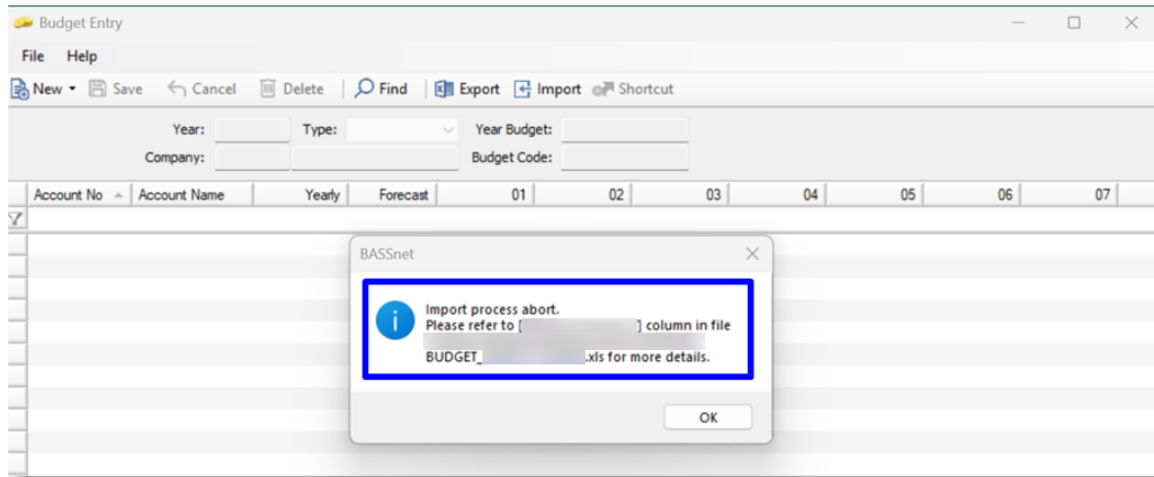 Budget Entry
File Help
New Save Cancel Delete Find Export Import Shortcut
Year: Type: Year Budget:
Company: Budget Code:
Account No Account Name Yearly Forecast 01 02 03 04 05 06 07
BASSnet
Import process abort.
Please refer to [ ] column in file
BUDGET_ .xls for more details.
OK